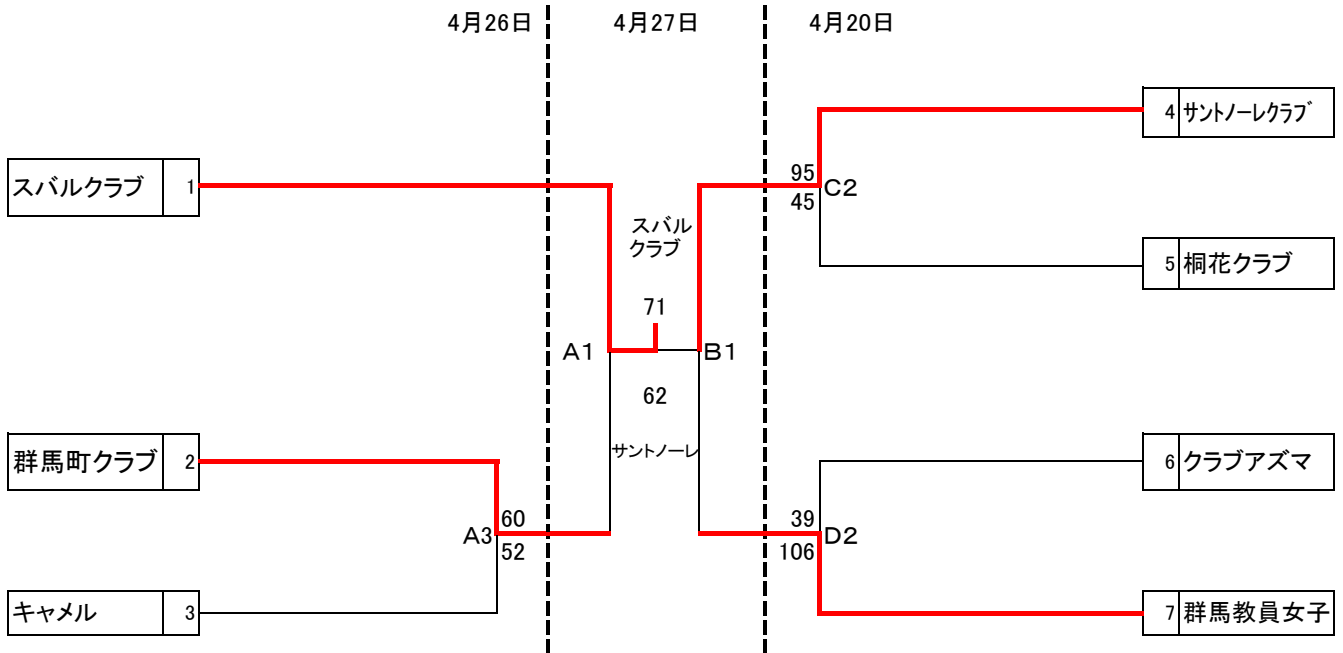 4月26日
4月27日
4月20日
4 サントノーレクラブ
スバルクラブ 1
95
C2
45
スバル
クラブ
5 桐花クラブ
71
A1
B1
62
群馬町クラブ 2
サントノーレ
6 クラブアズマ
60
A3
52
39
D2
106
キャメル 3
7 群馬教員女子